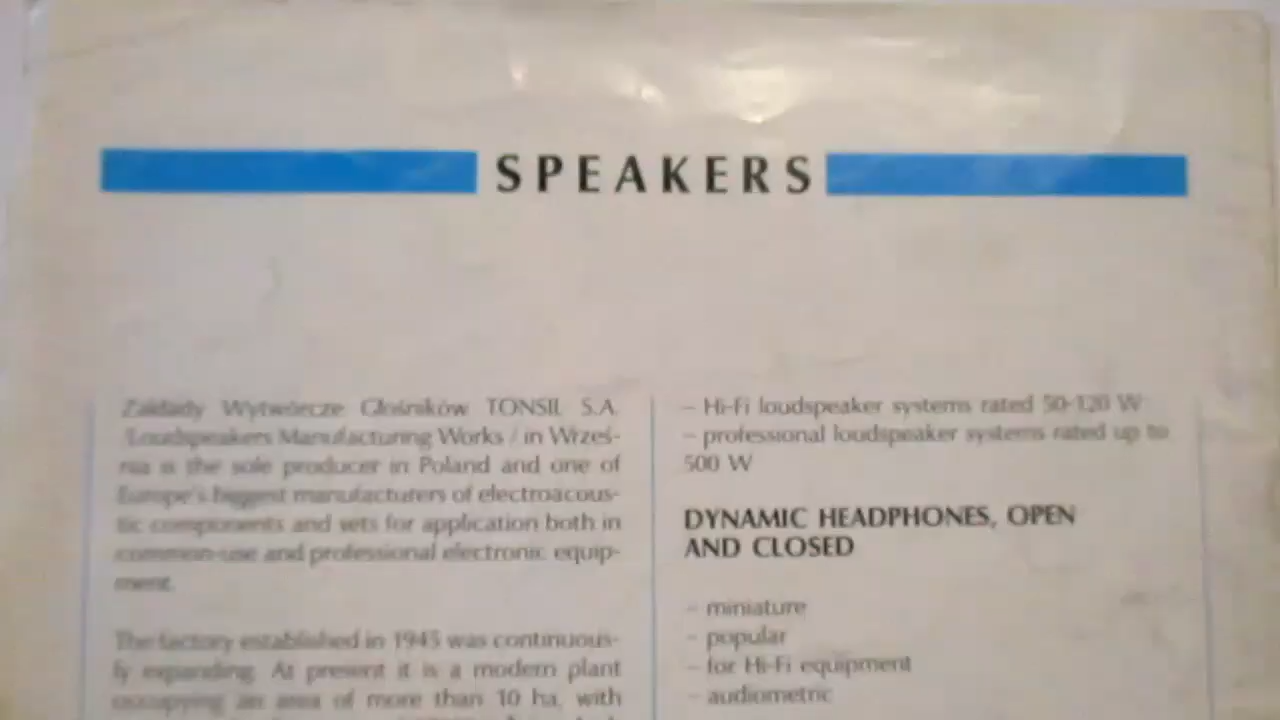 SPEAKERS
Zakłady Wytwórcze Głośników TONSIL S.A.
/Loudspeakers Manufacturing Works / in Wrześ-
nia is the sole producer in Poland and one of
Europe's biggest manufacturers of electroacous-
tic components and sets for application both in
common-use and professional electronic equip-
ment.
The factory established in 1945 was continuous-
ly expanding. At present it is a modern plant
occupying an area of more than 10 ha, with
– Hi-Fi loudspeaker systems rated 50-120 W
– professional loudspeaker systems rated up to
500 W
DYNAMIC HEADPHONES, OPEN
AND CLOSED
– miniature
– popular
– for Hi-Fi equipment
– audiometric